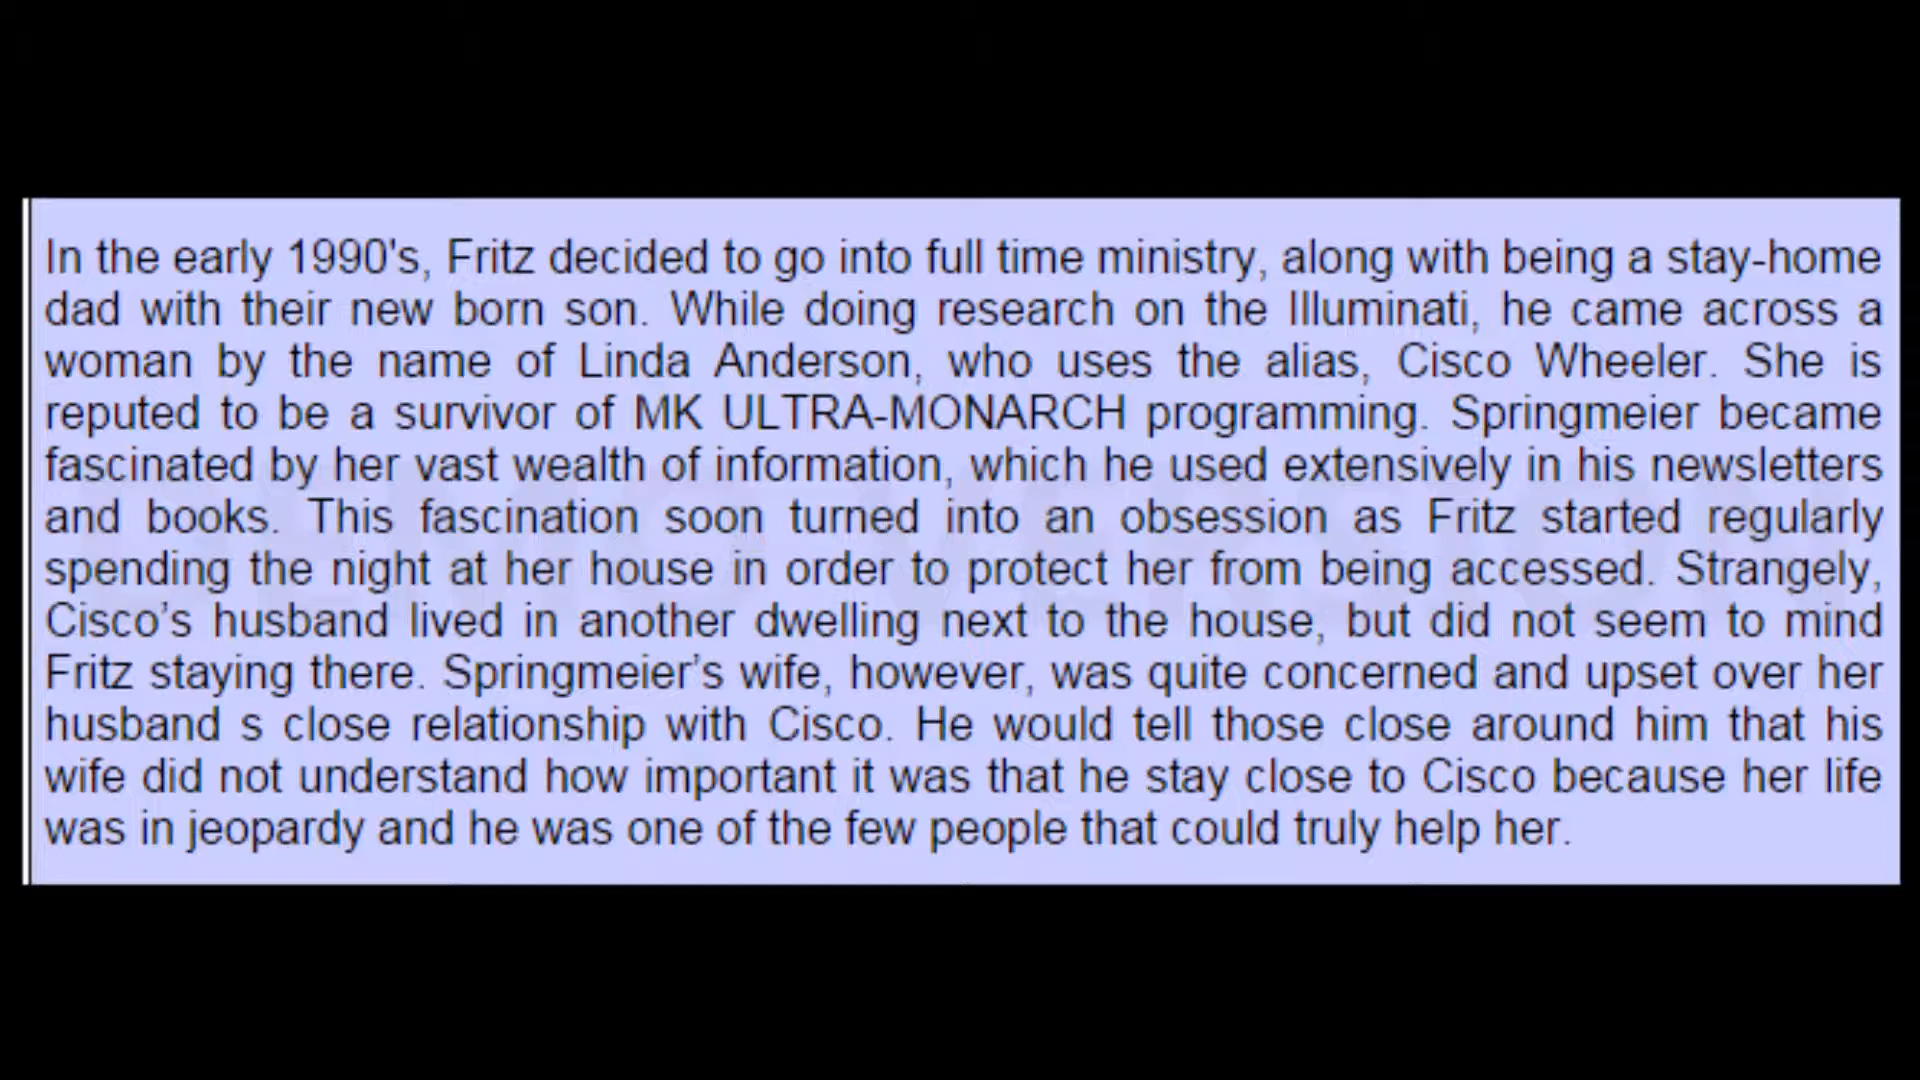 In the early 1990's, Fritz decided to go into full time ministry, along with being a stay-home
dad with their new born son. While doing research on the Illuminati, he came across a
woman by the name of Linda Anderson, who uses the alias, Cisco Wheeler. She is
reputed to be a survivor of MK ULTRA-MONARCH programming. Springmeier became
fascinated by her vast wealth of information, which he used extensively in his newsletters
and books. This fascination soon turned into an obsession as Fritz started regularly
spending the night at her house in order to protect her from being accessed. Strangely,
Cisco’s husband lived in another dwelling next to the house, but did not seem to mind
Fritz staying there. Springmeier’s wife, however, was quite concerned and upset over her
husband s close relationship with Cisco. He would tell those close around him that his
wife did not understand how important it was that he stay close to Cisco because her life
was in jeopardy and he was one of the few people that could truly help her.